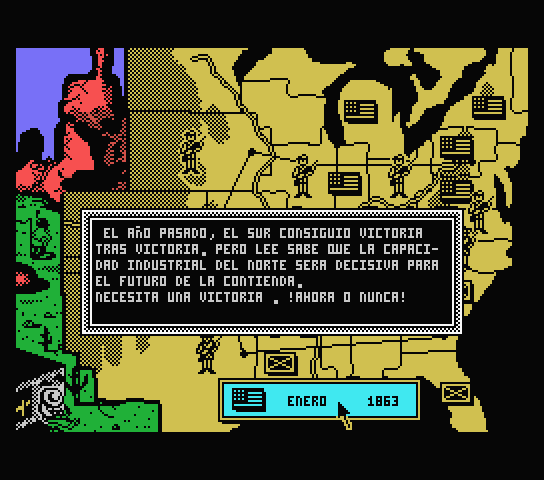 EL AÑO PASADO, EL SUR CONSIGUIO VICTORIA
TRAS VICTORIA. PERO LEE SABE QUE LA CAPACI-
DAD INDUSTRIAL DEL NORTE SERA DECISIVA PARA
EL FUTURO DE LA CONTIENDA.
NECESITA UNA VICTORIA . !AHORA O NUNCA!
ENERO 1863